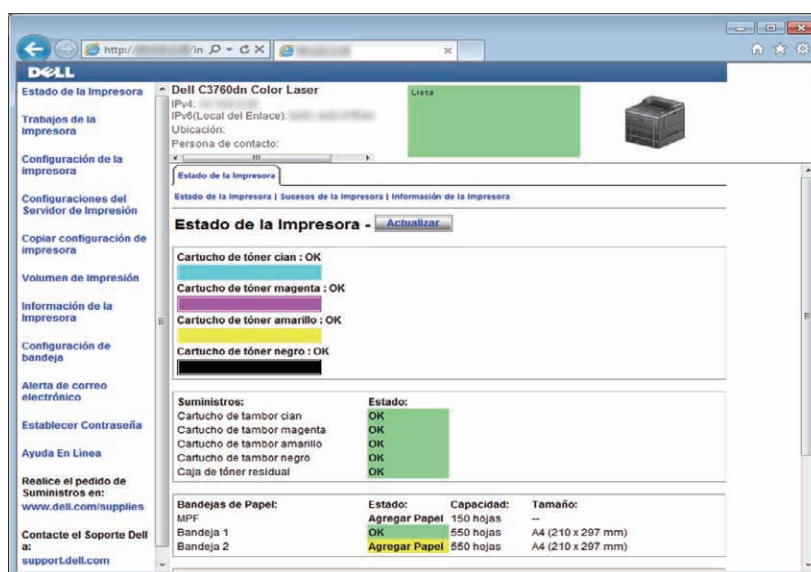 http:// /in
DELL
Estado de la Impresora
Trabajos de la
Impresora
Configuración de la
impresora
Configuraciones del
Servidor de Impresión
Copiar configuración de
impresora
Volumen de Impresión
Información de la
Impresora
Configuración de
bandeja
Alerta de correo
electrónico
Establecer Contraseña
Ayuda En Línea
Realice el pedido de
Suministros en:
www.dell.com/supplies
Contacte el Soporte Dell
a:
support.dell.com
Dell C3760dn Color Laser
IPv4:
IPv6(Local del Enlace):
Ubicación:
Persona de contacto:
Lista
Estado de la Impresora
Estado de la Impresora | Sucesos de la Impresora | Información de la Impresora
Estado de la Impresora - Actualizar
Cartucho de tóner cian : OK
Cartucho de tóner magenta : OK
Cartucho de tóner amarillo : OK
Cartucho de tóner negro : OK
Suministros: Estado:
Cartucho de tambor cian OK
Cartucho de tambor magenta OK
Cartucho de tambor amarillo OK
Cartucho de tambor negro OK
Caja de tóner residual OK
Bandejas de Papel: Estado: Capacidad: Tamaño:
MPF Agregar Papel 150 hojas --
Bandeja 1 OK 550 hojas A4 (210 x 297 mm)
Bandeja 2 Agregar Papel 550 hojas A4 (210 x 297 mm)